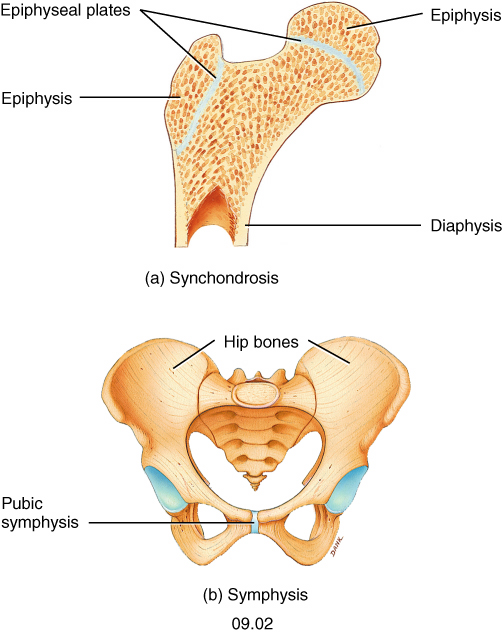 Epiphyseal plates
Epiphysis
Epiphysis
Diaphysis
(a) Synchondrosis
Hip bones
Pubic
symphysis
(b) Symphysis
09.02